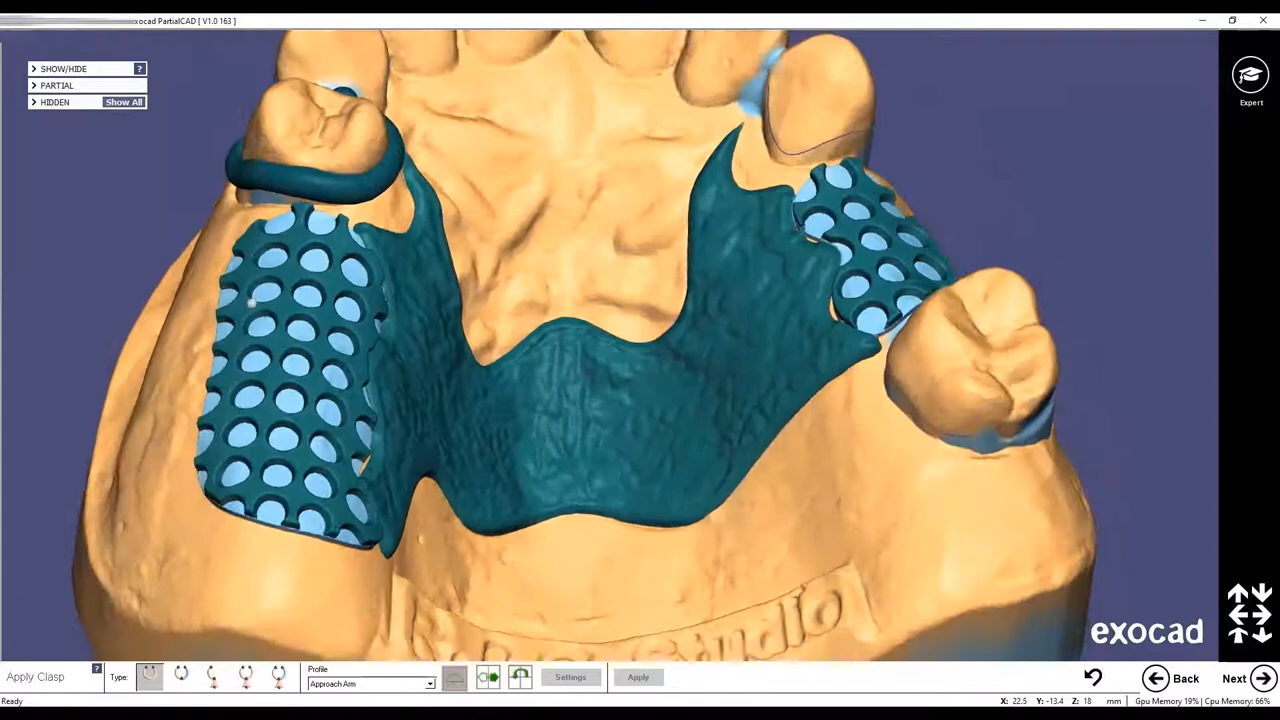 xocad PartialCAD [ V1.0 163 ]
SHOW/HIDE ?
PARTIAL
HIDDEN Show All
Expert
exocad
Apply Clasp ?
Type:
Profile
Approach Arm
Settings
Apply
Back
Next
Ready
X: 22.5 Y: -13.4 Z: 18 mm
Gpu Memory 19% | Cpu Memory: 66%